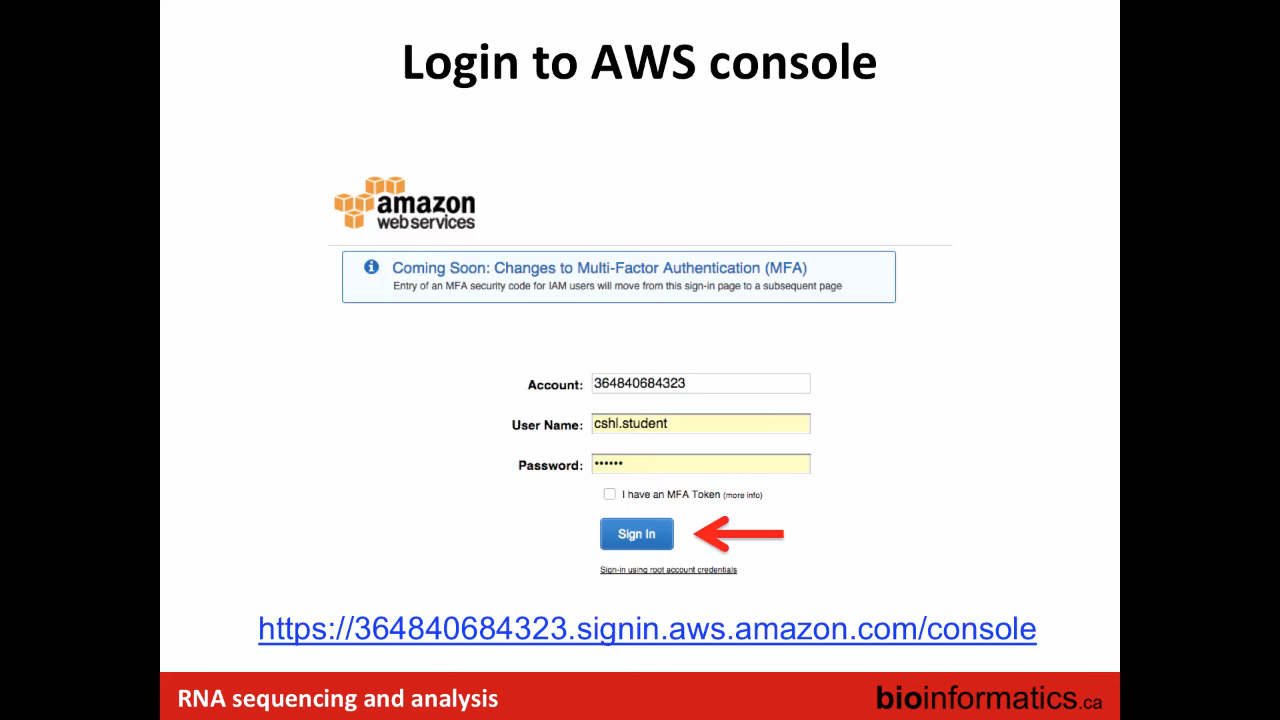 Login to AWS console
amazon
webservices
Coming Soon: Changes to Multi-Factor Authentication (MFA)
Entry of an MFA security code for IAM users will move from this sign-in page to a subsequent page
Account: 364840684323
User Name: cshl.student
Password: ••••••
I have an MFA Token (more info)
Sign In
Sign-in using root account credentials
https://364840684323.signin.aws.amazon.com/console
RNA sequencing and analysis
bioinformatics.ca